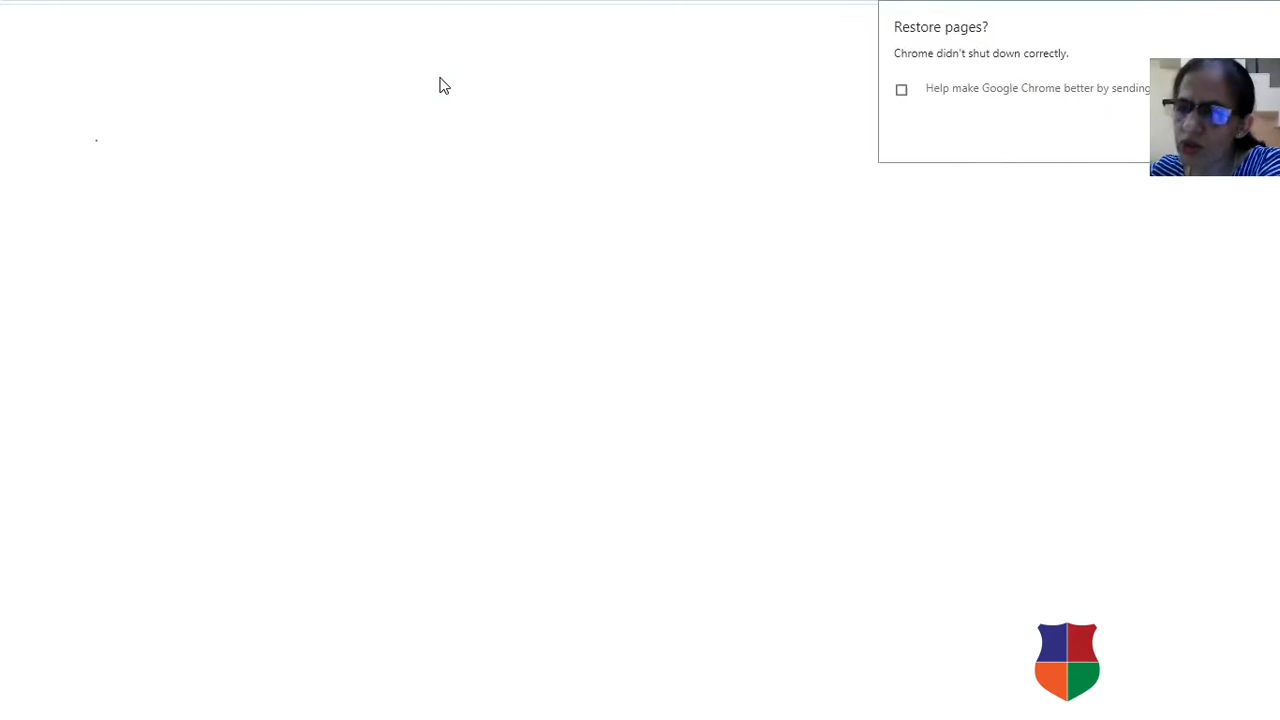 Restore pages?
Chrome didn't shut down correctly.
Help make Google Chrome better by sending